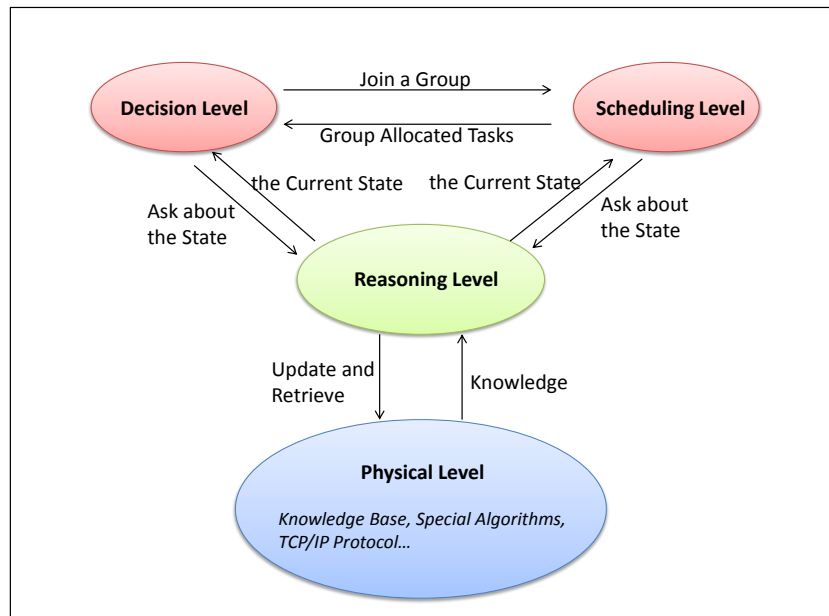 Join a Group
Decision Level
Scheduling Level
Group Allocated Tasks
the Current State
the Current State
Ask about
the State
Ask about
the State
Reasoning Level
Update and
Retrieve
Knowledge
Physical Level
Knowledge Base, Special Algorithms,
TCP/IP Protocol…